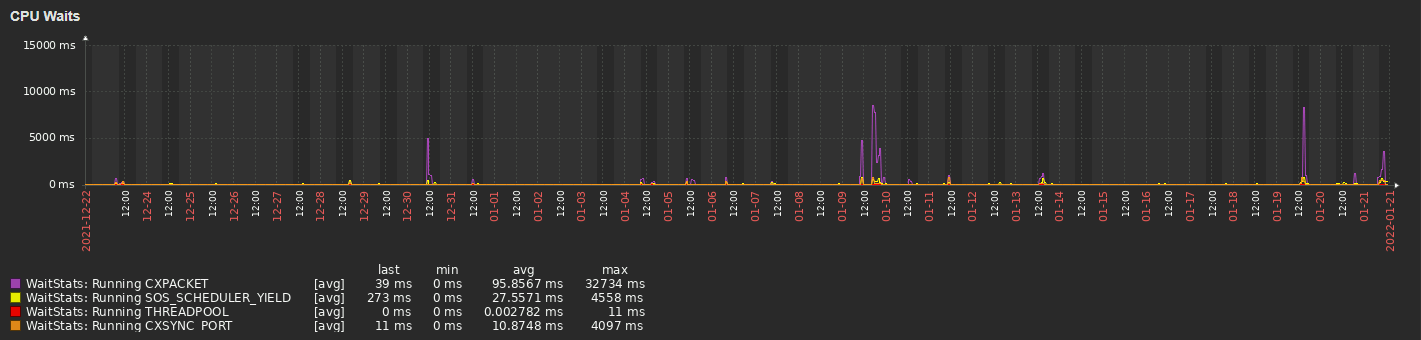 CPU Waits
15000 ms
10000 ms
5000 ms
0 ms
2021-12-22 12:00 12-24 12:00 12-25 12:00 12-26 12:00 12-27 12:00 12-28 12:00 12-29 12:00 12-30 12:00 12-31 12:00 01-01 12:00 01-02 12:00 01-03 12:00 01-04 12:00 01-05 12:00 01-06 12:00 01-07 12:00 01-08 12:00 01-09 12:00 01-10 12:00 01-11 12:00 01-12 12:00 01-13 12:00 01-14 12:00 01-15 12:00 01-16 12:00 01-17 12:00 01-18 12:00 01-19 12:00 01-20 12:00 01-21 2022-01-21
last min avg max
WaitStats: Running CXPACKET [avg] 39 ms 0 ms 95.8567 ms 32734 ms
WaitStats: Running SOS_SCHEDULER_YIELD [avg] 273 ms 0 ms 27.5571 ms 4558 ms
WaitStats: Running THREADPOOL [avg] 0 ms 0 ms 0.002782 ms 11 ms
WaitStats: Running CXSYNC_PORT [avg] 11 ms 0 ms 10.8748 ms 4097 ms